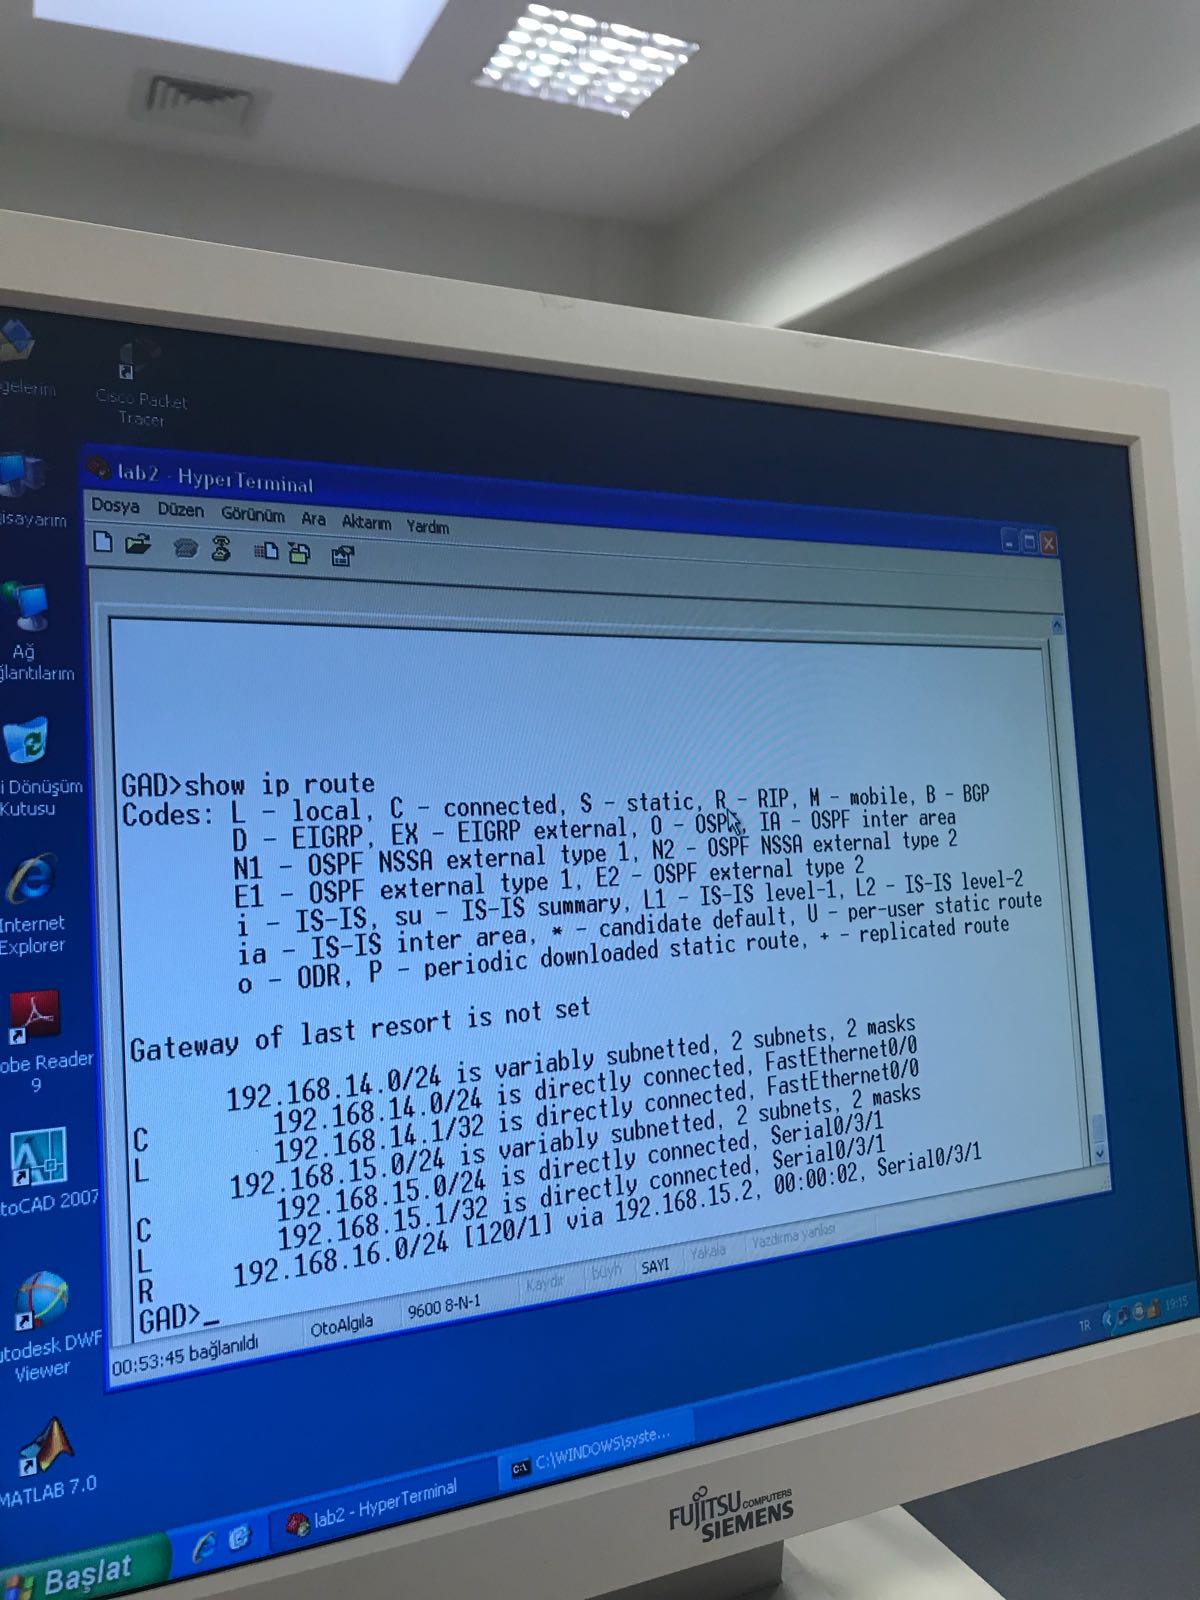 gelerim
Cisco Packet
Tracer
lab2 - HyperTerminal
Dosya Düzen Görünüm Ara Aktarım Yardım
isayarım
Ağ
ğlantılarım
i Dönüşüm
Kutusu
Internet
Explorer
obe Reader
9
toCAD 2007
utodesk DWF
Viewer
MATLAB 7.0
GAD>show ip route
Codes: L - local, C - connected, S - static, R - RIP, M - mobile, B - BGP
D - EIGRP, EX - EIGRP external, O - OSPF, IA - OSPF inter area
N1 - OSPF NSSA external type 1, N2 - OSPF NSSA external type 2
E1 - OSPF external type 1, E2 - OSPF external type 2
i - IS-IS, su - IS-IS summary, L1 - IS-IS level-1, L2 - IS-IS level-2
ia - IS-IS inter area, * - candidate default, U - per-user static route
o - ODR, P - periodic downloaded static route, + - replicated route
Gateway of last resort is not set
192.168.14.0/24 is variably subnetted, 2 subnets, 2 masks
C 192.168.14.0/24 is directly connected, FastEthernet0/0
L 192.168.14.1/32 is directly connected, FastEthernet0/0
192.168.15.0/24 is variably subnetted, 2 subnets, 2 masks
C 192.168.15.0/24 is directly connected, Serial0/3/1
L 192.168.15.1/32 is directly connected, Serial0/3/1
R 192.168.16.0/24 [120/1] via 192.168.15.2, 00:00:02, Serial0/3/1
GAD>_
00:53:45 bağlanıldı OtoAlgıla 9600 8-N-1 Kaydır büyh SAYI Yakala Yazdırma yankısı
Başlat lab2 - HyperTerminal C:\WINDOWS\syste... TR 19:15
FUJITSU COMPUTERS
SIEMENS